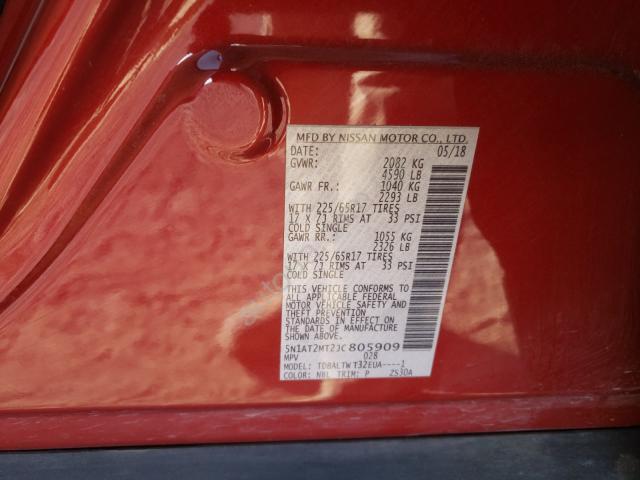 MFD BY NISSAN MOTOR CO., LTD.
DATE: 05/18
GVWR: 2082 KG
4590 LB
GAWR FR.: 1040 KG
2293 LB
WITH 225/65R17 TIRES
17 X 7J RIMS AT 33 PSI
COLD SINGLE
GAWR RR.: 1055 KG
2326 LB
WITH 225/65R17 TIRES
17 X 7J RIMS AT 33 PSI
COLD SINGLE
THIS VEHICLE CONFORMS TO
ALL APPLICABLE FEDERAL
MOTOR VEHICLE SAFETY
AND THEFT PREVENTION
STANDARDS IN EFFECT ON
THE DATE OF MANUFACTURE
SHOWN ABOVE.
5N1AT2MT2JC805909
MPV 028
MODEL: TDBALTW T32EUA----1
COLOR: NBL TRIM: P 2S30A